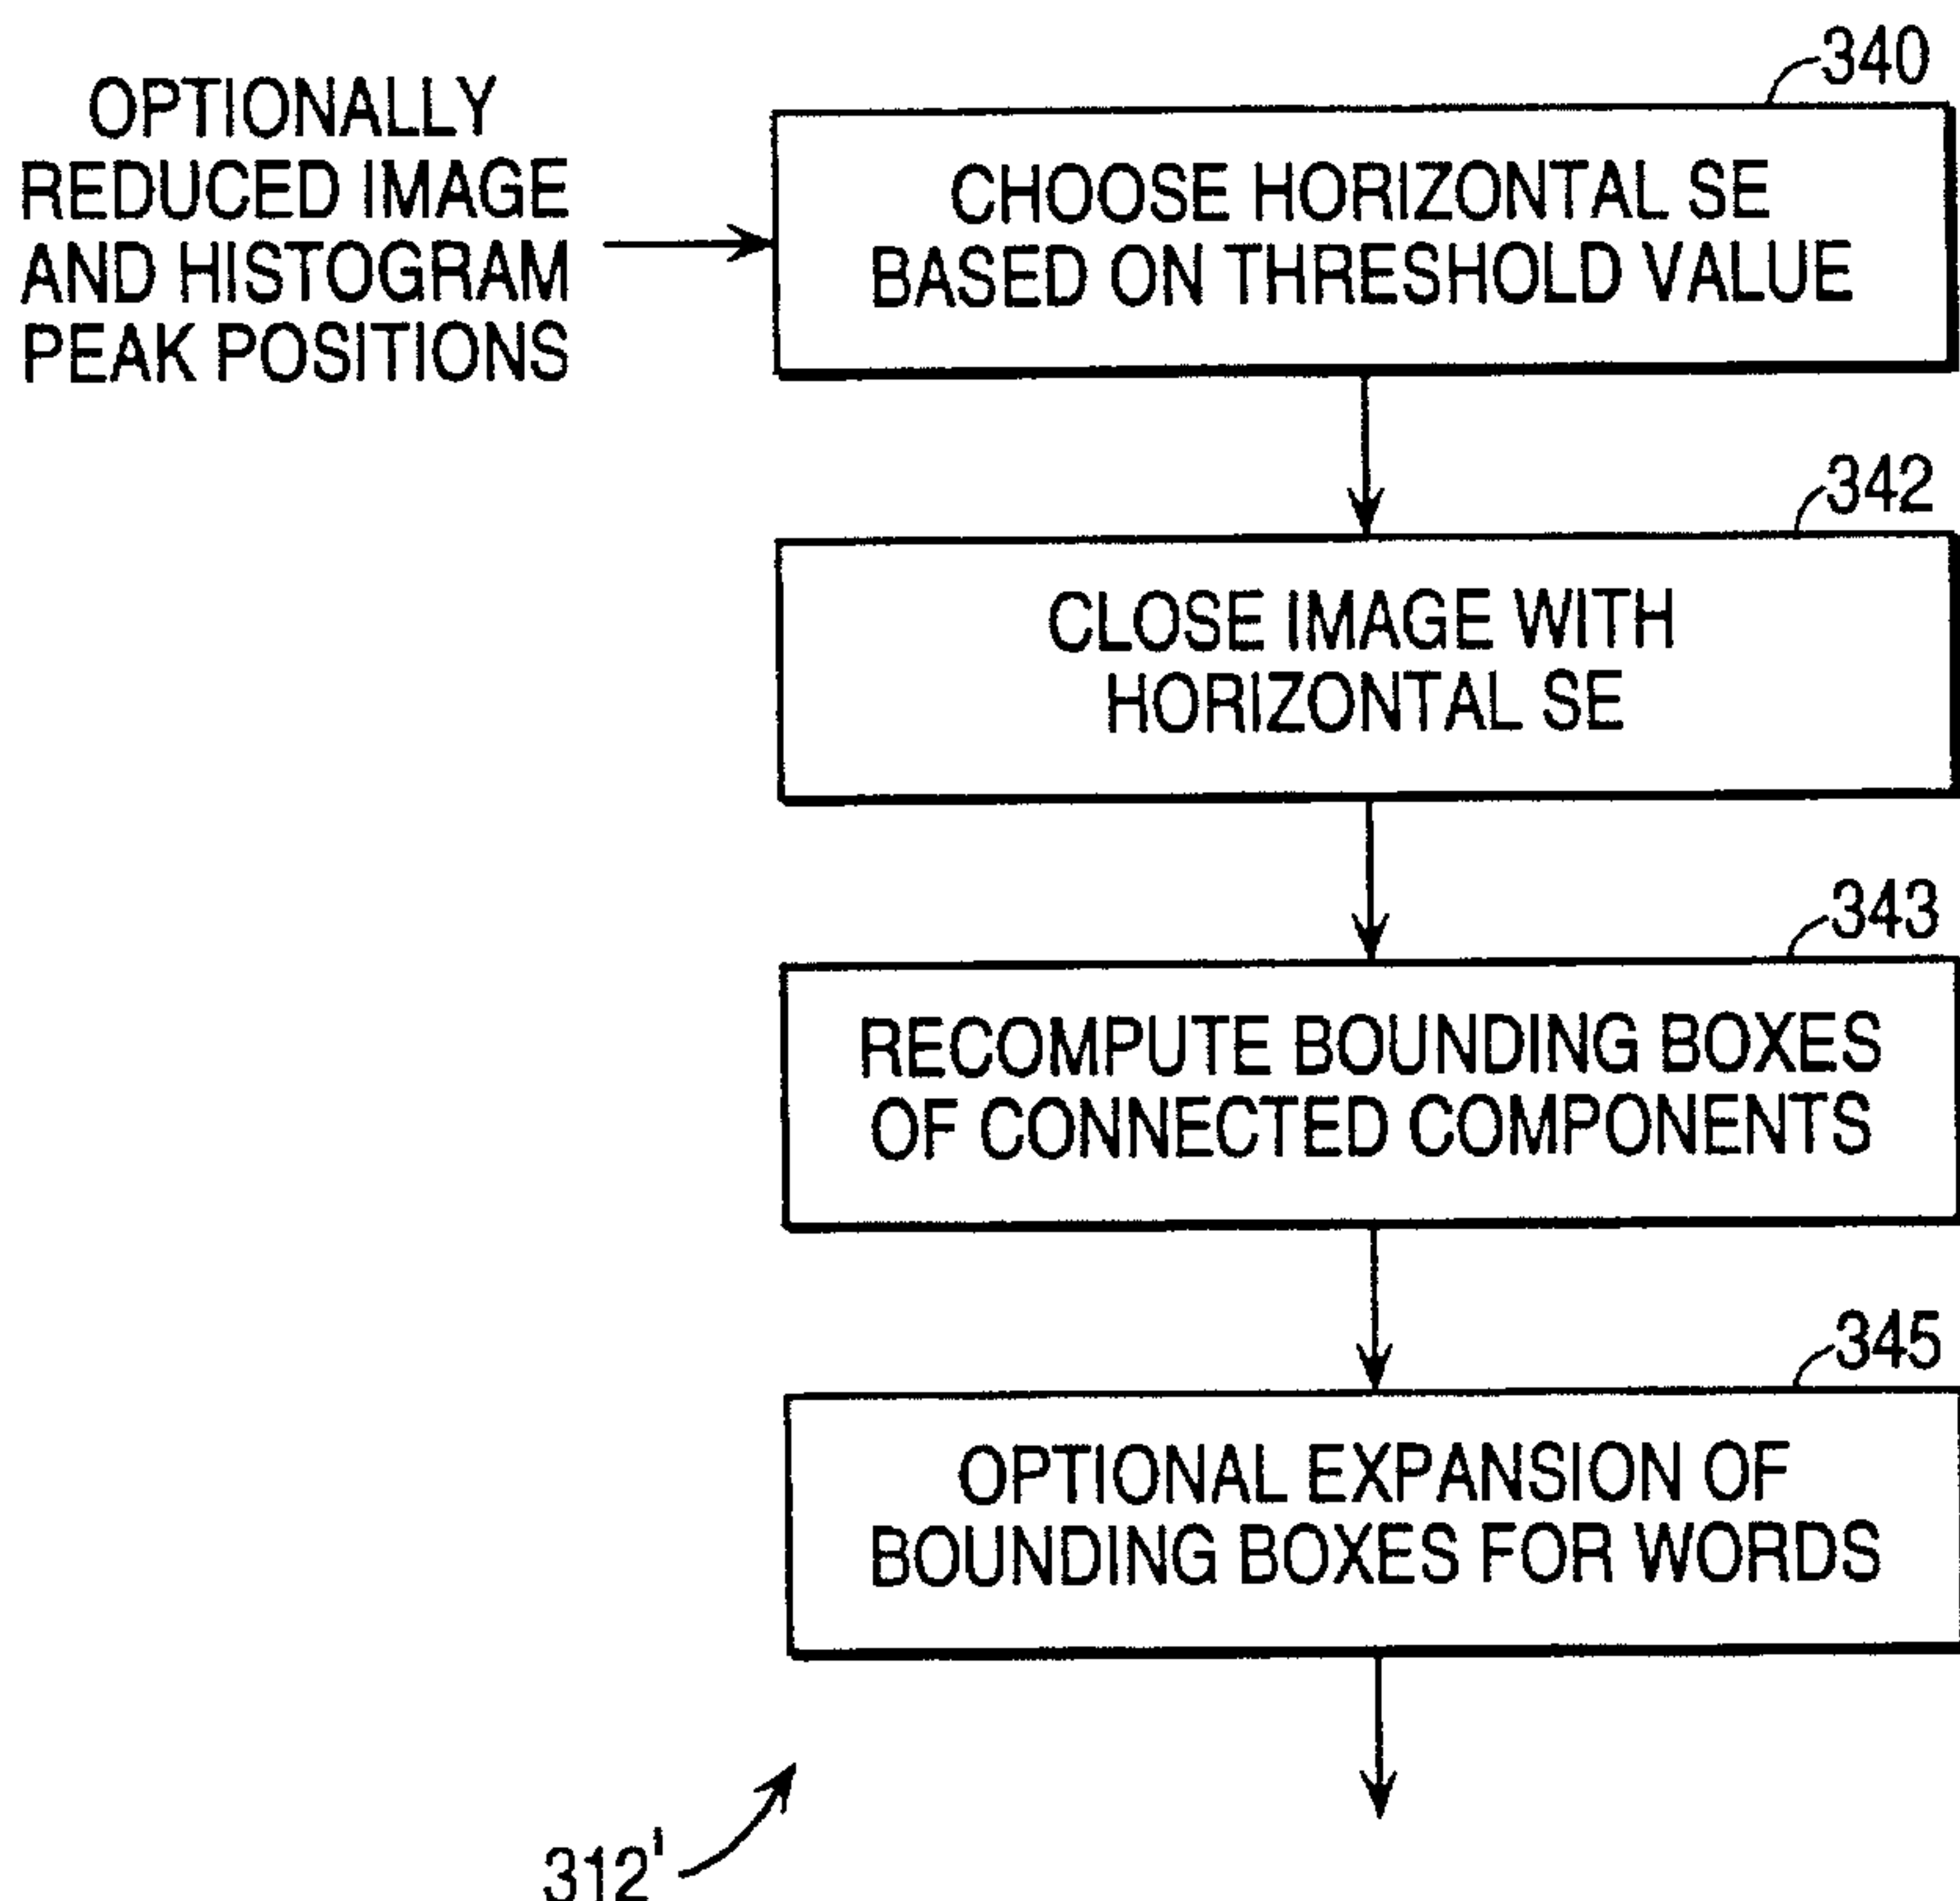 OPTIONALLY
REDUCED IMAGE
AND HISTOGRAM
PEAK POSITIONS
340
CHOOSE HORIZONTAL SE
BASED ON THRESHOLD VALUE
342
CLOSE IMAGE WITH
HORIZONTAL SE
343
RECOMPUTE BOUNDING BOXES
OF CONNECTED COMPONENTS
345
OPTIONAL EXPANSION OF
BOUNDING BOXES FOR WORDS
312'